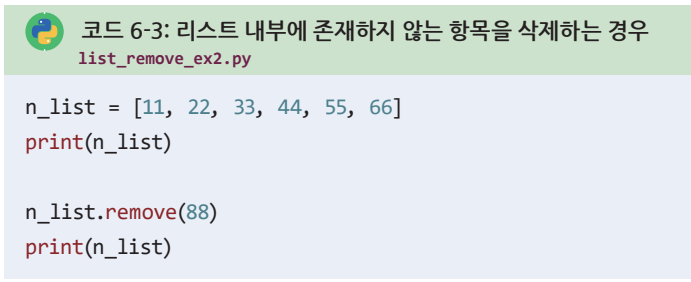 코드 6-3: 리스트 내부에 존재하지 않는 항목을 삭제하는 경우
list_remove_ex2.py
n_list = [11, 22, 33, 44, 55, 66]
print(n_list)
n_list.remove(88)
print(n_list)